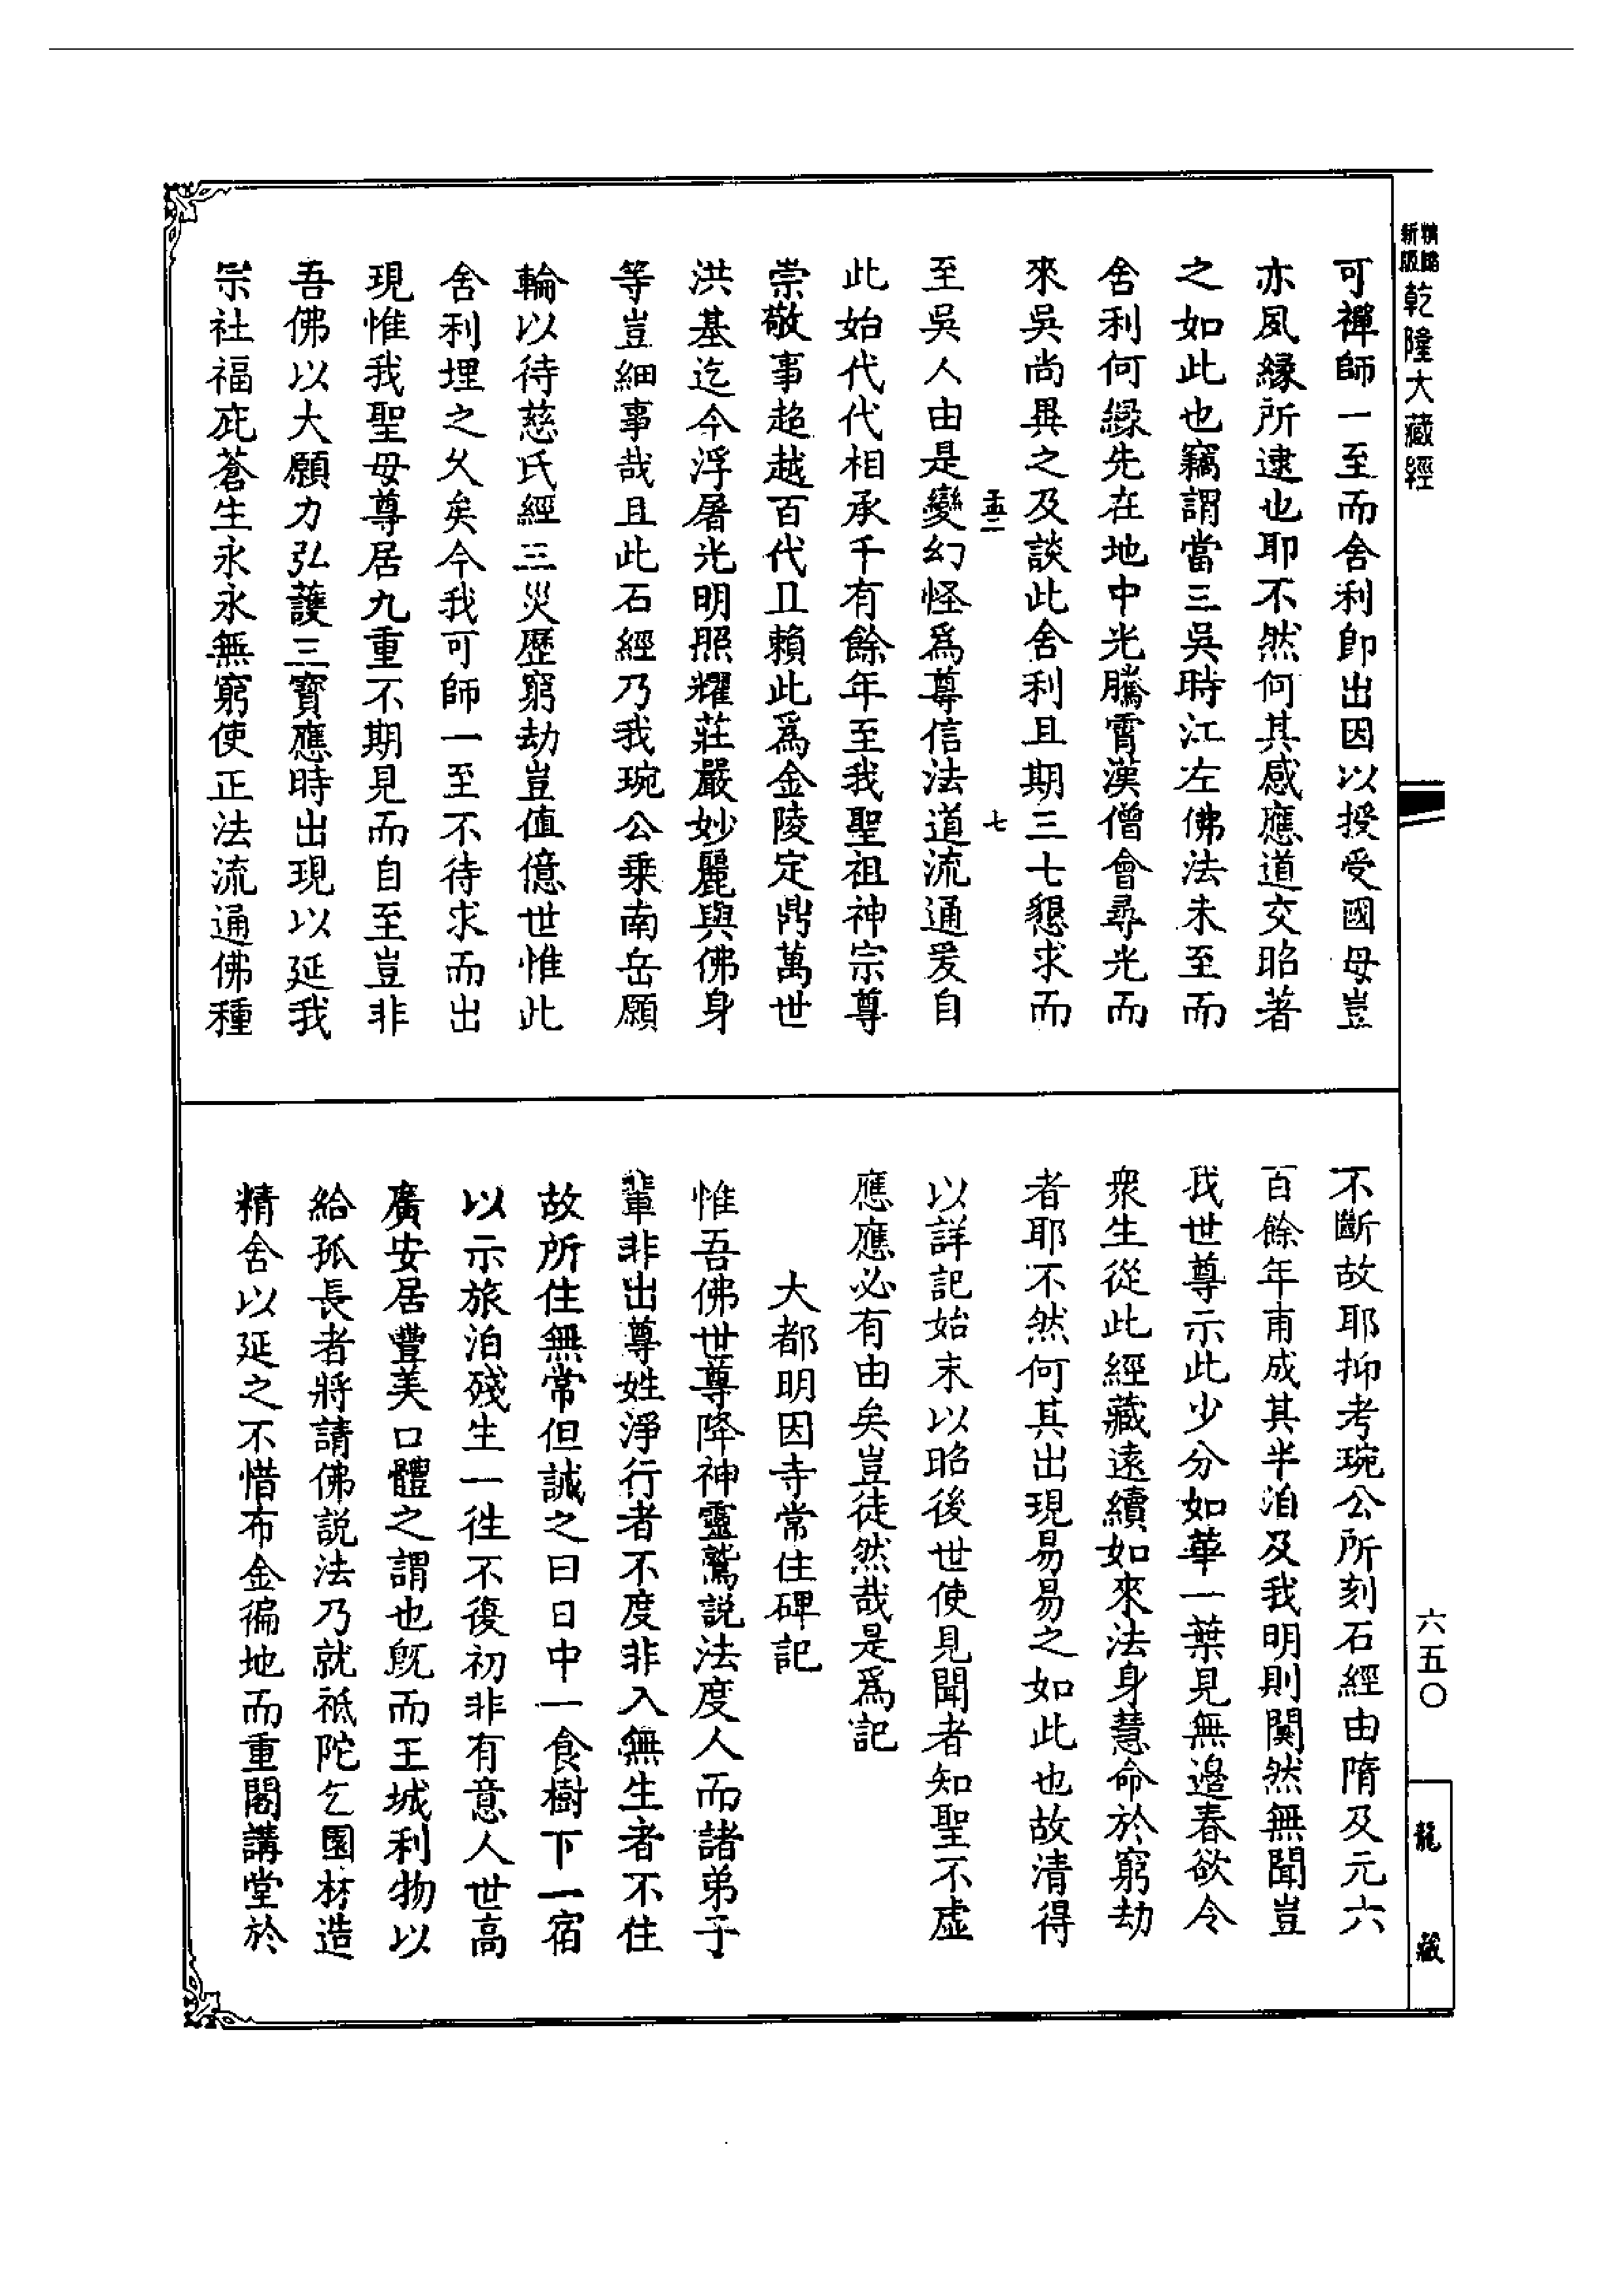 精縮新版乾隆大藏經
可禪師一至而舍利卽出因以授受國母豈
亦夙緣所逮也耶不然何其感應道交昭著
之如此也竊謂當三吳時江左佛法未至而
舍利何緣先在地中光騰霄漢僧會尋光而
來吳尚異之及談此舍利且期三七懇求而
七
至吳人由是變幻怪爲尊信法道流通爰自
此始代代相承千有餘年至我聖祖神宗尊
崇敬事超越百代且賴此爲金陵定鼎萬世
洪基迄今浮屠光明照耀莊嚴妙麗與佛身
等豈細事哉且此石經乃我琬公乗南岳願
輪以待慈氏經三災歷窮劫豈值億世惟此
舍利埋之久矣今我可師一至不待求而出
現惟我聖母尊居九重不期見而自至豈非
吾佛以大願力弘護三寶應時出現以延我
宗社福庇蒼生永永無窮使正法流通佛種
不斷故耶抑考琬公所刻石經由隋及元六
百餘年甫成其半洎及我明則闃然無聞豈
我世尊示此少分如華一葉見無邊春欲令
衆生從此經藏遠續如來法身慧命於窮劫
者耶不然何其出現易易之如此也故清得
以詳記始末以昭後世使見聞者知聖不虛
應應必有由矣豈徒然哉是爲記
大都明因寺常住碑記
惟吾佛世尊降神靈鷲説法度人而諸弟子
輩非出尊姓淨行者不度非入無生者不住
故所住無常但誡之曰日中一食樹下一宿
以示旅泊殘生一徃不復初非有意人世高
廣安居豐美口體之謂也旣而王城利物以
給孤長者將請佛説法乃就祗陀乞園材造
精舍以延之不惜布金徧地而重閣講堂於
六五〇
龍藏